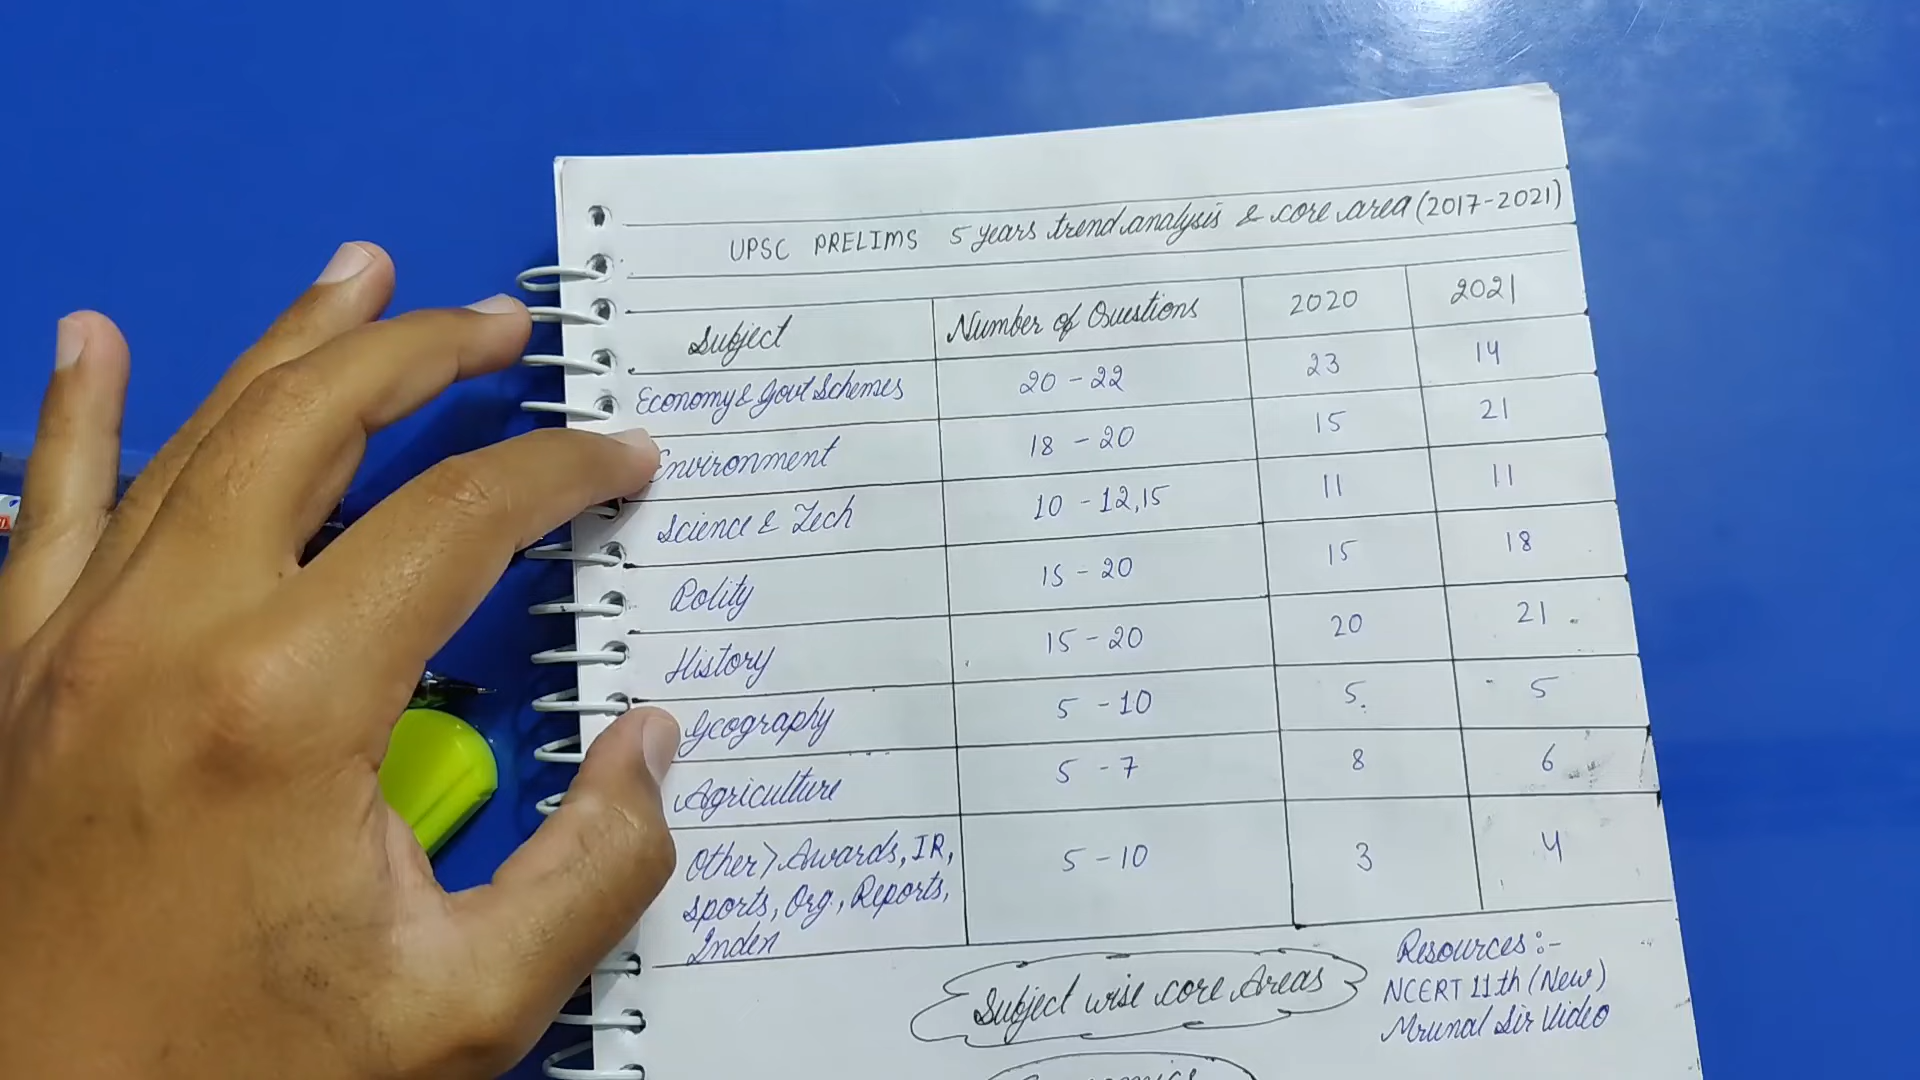 UPSC PRELIMS 5 years trend analysis & core area (2017-2021)
Subject Number of Questions 2020 2021
Economy & Govt Schemes 20 - 22 23 14
Environment 18 - 20 15 21
Science & Tech 10 - 12,15 11 11
Polity 15 - 20 15 18
History 15 - 20 20 21
Geography 5 - 10 5 5
Agriculture 5 - 7 8 6
Other > Awards, IR, 5 - 10 3 4
Sports, Org., Reports,
Index
Subject wise core Areas
Resources :-
NCERT 11th (New)
Mrunal Sir Video